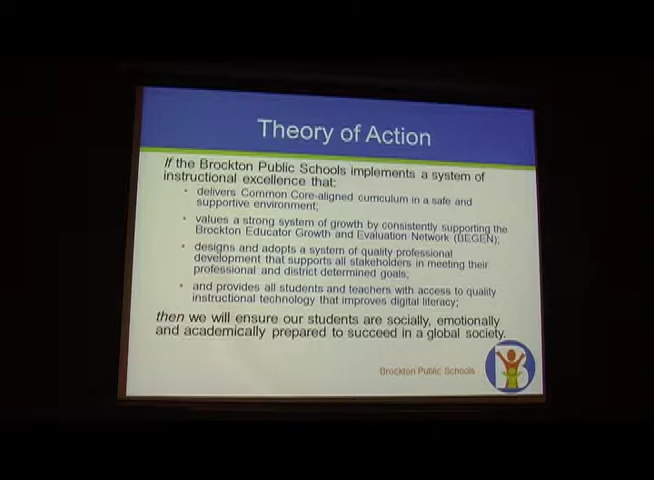 Theory of Action
If the Brockton Public Schools implements a system of
instructional excellence that:
• delivers Common Core-aligned curriculum in a safe and
supportive environment;
• values a strong system of growth by consistently supporting the
Brockton Educator Growth and Evaluation Network (BEGEN);
• designs and adopts a system of quality professional
development that supports all stakeholders in meeting their
professional and district determined goals;
• and provides all students and teachers with access to quality
instructional technology that improves digital literacy;
then we will ensure our students are socially, emotionally
and academically prepared to succeed in a global society.
Brockton Public Schools
B